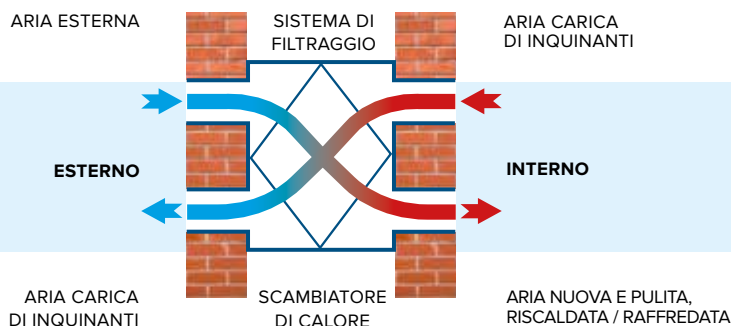 ARIA ESTERNA
SISTEMA DI
FILTRAGGIO
ARIA CARICA
DI INQUINANTI
ESTERNO
INTERNO
ARIA CARICA
DI INQUINANTI
SCAMBIATORE
DI CALORE
ARIA NUOVA E PULITA,
RISCALDATA / RAFFREDATA